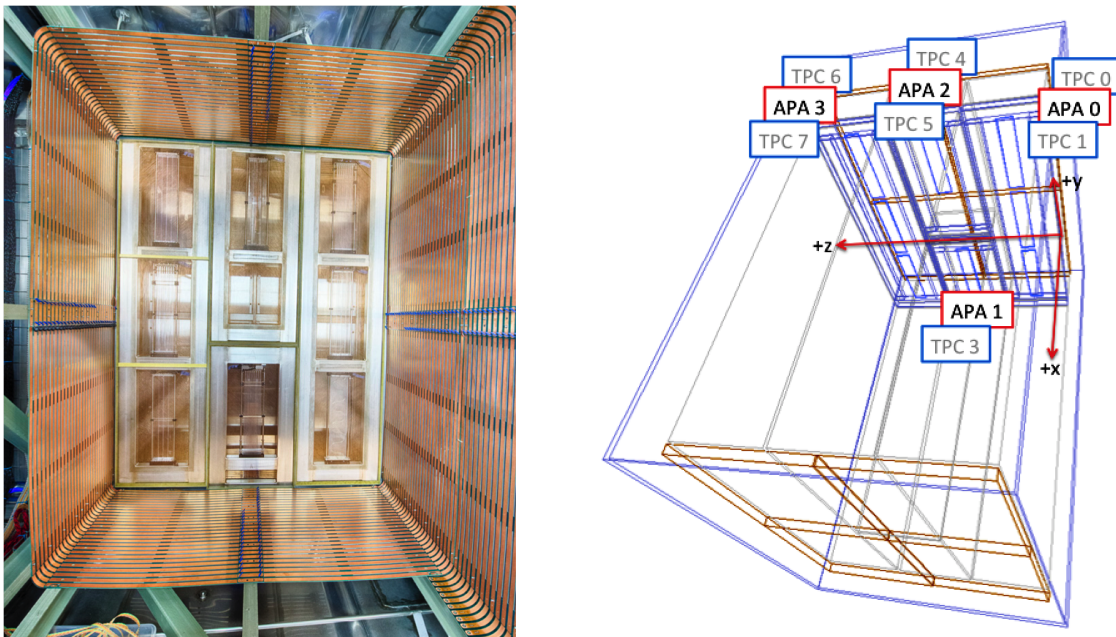 TPC 4
TPC 6
TPC 0
APA 2
APA 3
APA 0
TPC 5
TPC 7
TPC 1
+y
+z
APA 1
TPC 3
+x